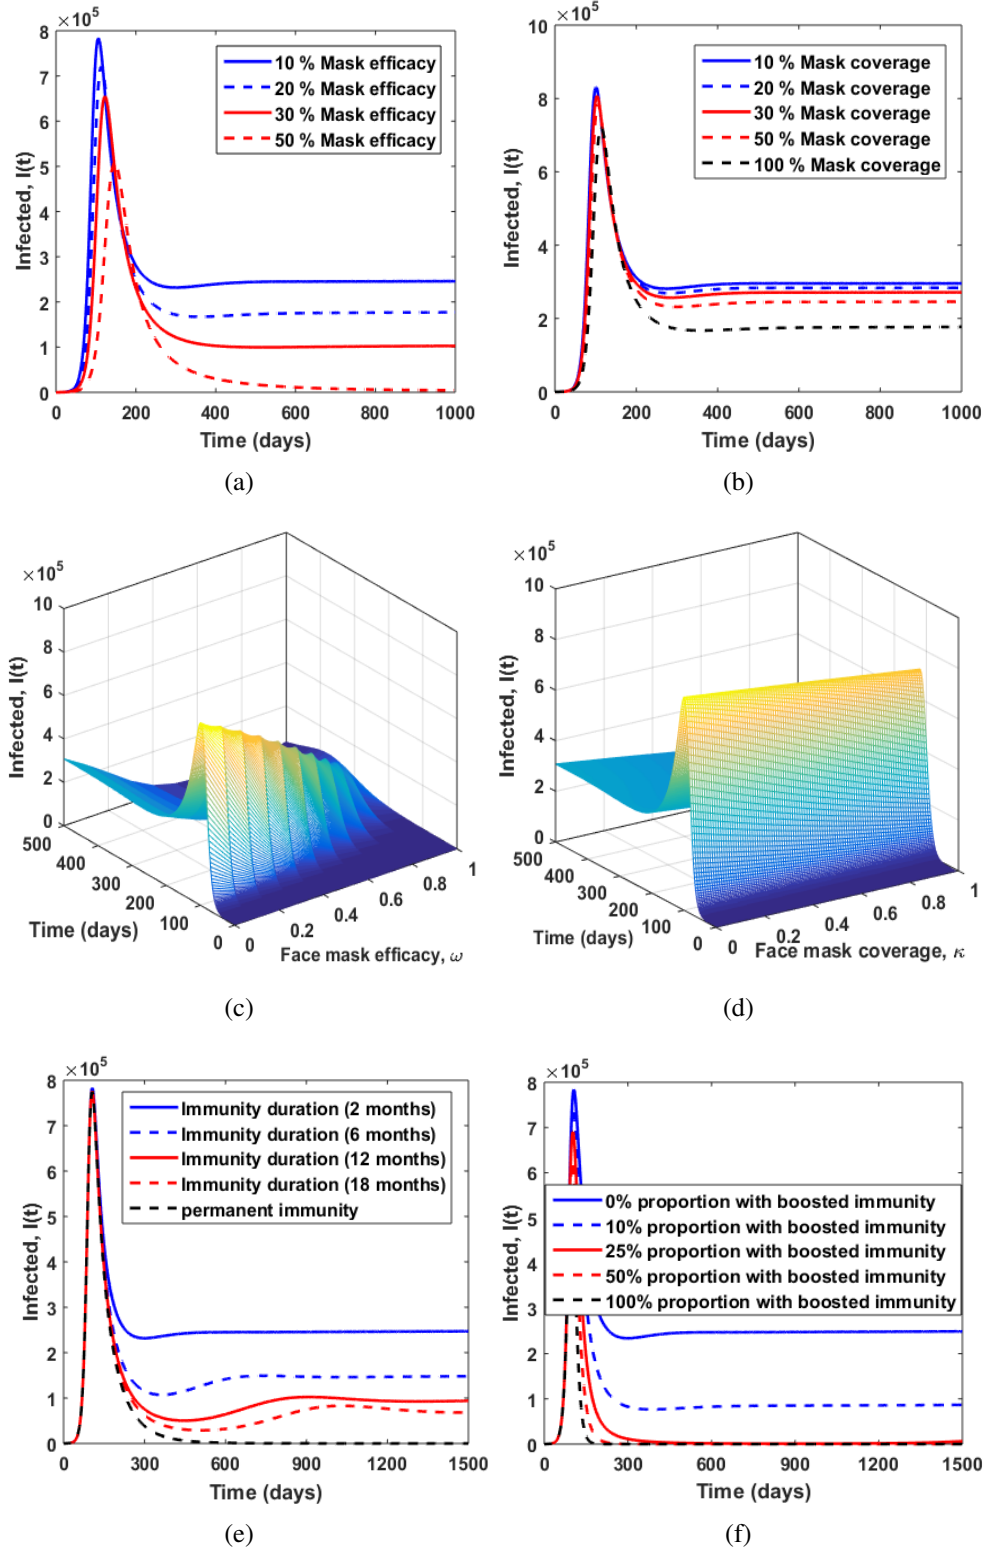 ×10⁵
8
7
6
5
4
3
2
1
0
Infected, I(t)
10 % Mask efficacy
20 % Mask efficacy
30 % Mask efficacy
50 % Mask efficacy
0 200 400 600 800 1000
Time (days)
(a)
×10⁵
10
8
6
4
2
0
Infected, I(t)
10 % Mask coverage
20 % Mask coverage
30 % Mask coverage
50 % Mask coverage
100 % Mask coverage
0 200 400 600 800 1000
Time (days)
(b)
×10⁵
10
8
6
4
2
0
Infected, I(t)
500
400
300
200
100
0
Time (days)
0
0.2
0.4
0.6
0.8
1
Face mask efficacy, ω
(c)
×10⁵
10
8
6
4
2
0
Infected, I(t)
500
400
300
200
100
0
Time (days)
0
0.2
0.4
0.6
0.8
1
Face mask coverage, κ
(d)
×10⁵
8
7
6
5
4
3
2
1
0
Infected, I(t)
Immunity duration (2 months)
Immunity duration (6 months)
Immunity duration (12 months)
Immunity duration (18 months)
permanent immunity
0 300 600 900 1200 1500
Time (days)
(e)
×10⁵
8
7
6
5
4
3
2
1
0
Infected, I(t)
0% proportion with boosted immunity
10% proportion with boosted immunity
25% proportion with boosted immunity
50% proportion with boosted immunity
100% proportion with boosted immunity
0 300 600 900 1200 1500
Time (days)
(f)